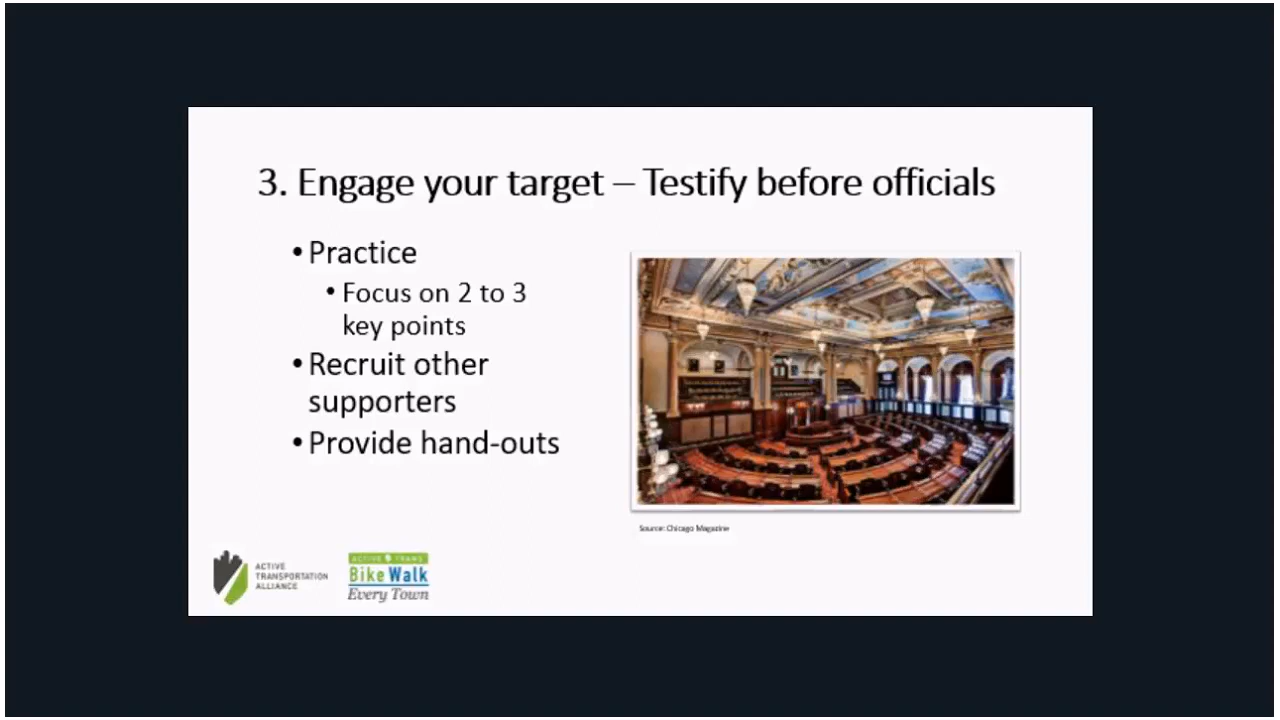 3. Engage your target – Testify before officials
• Practice
• Focus on 2 to 3
key points
• Recruit other
supporters
• Provide hand-outs
Source: Chicago Magazine
ACTIVE
TRANSPORTATION
ALLIANCE
ACTIVE TRANS
Bike Walk
Every Town